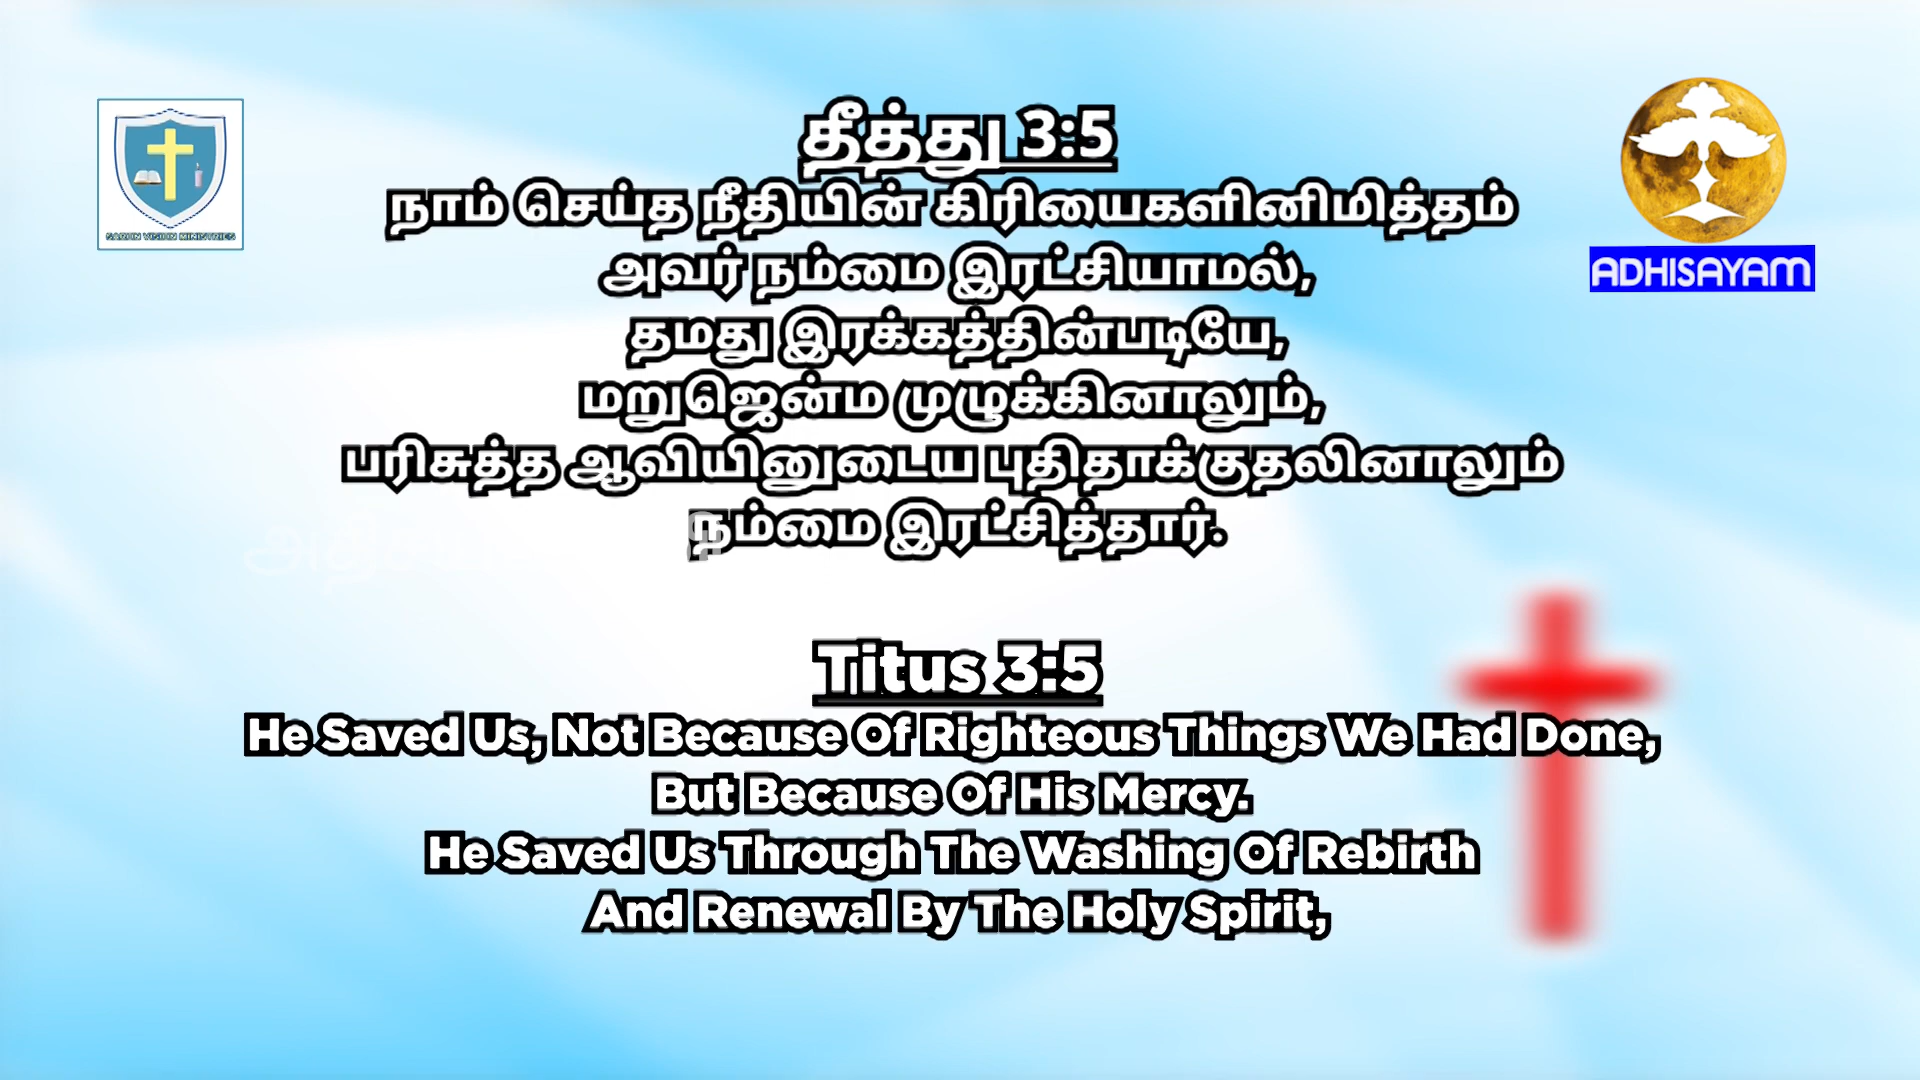 தீத்து 3:5
நாம் செய்த நீதியின் கிரியைகளினிமித்தம்
அவர் நம்மை இரட்சியாமல்,
தமது இரக்கத்தின்படியே,
மறுஜென்ம முழுக்கினாலும்,
பரிசுத்த ஆவியினுடைய புதிதாக்குதலினாலும்
நம்மை இரட்சித்தார்.
ADHISAYAM
Titus 3:5
He Saved Us, Not Because Of Righteous Things We Had Done,
But Because Of His Mercy.
He Saved Us Through The Washing Of Rebirth
And Renewal By The Holy Spirit,